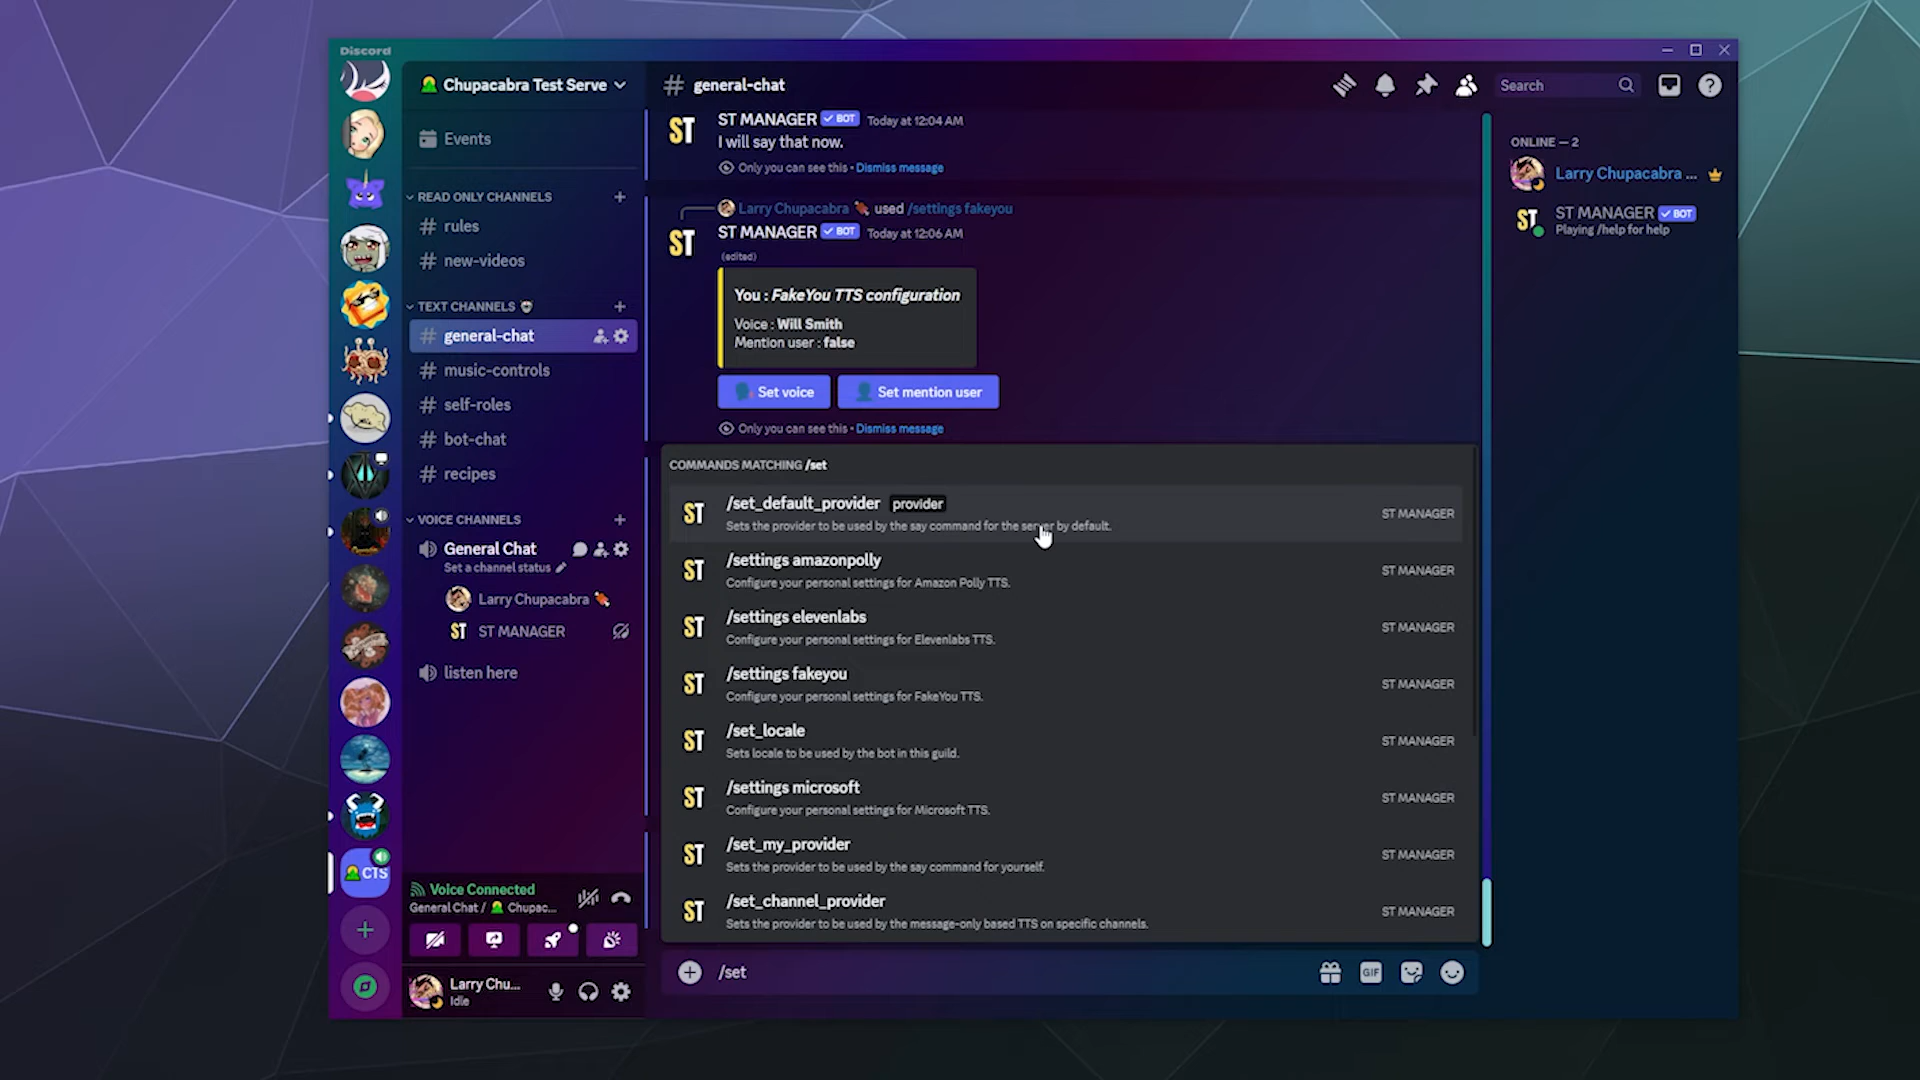 Discord
Chupacabra Test Serve
Events
READ ONLY CHANNELS
rules
new-videos
TEXT CHANNELS
general-chat
music-controls
self-roles
bot-chat
recipes
VOICE CHANNELS
General Chat
Set a channel status
Larry Chupacabra
ST MANAGER
listen here
CTS
Voice Connected
General Chat / Chupac...
Larry Chu...
Idle
# general-chat
Search
ST MANAGER BOT Today at 12:04 AM
I will say that now.
Only you can see this • Dismiss message
Larry Chupacabra used /settings fakeyou
ST MANAGER BOT Today at 12:06 AM
(edited)
You : FakeYou TTS configuration
Voice : Will Smith
Mention user : false
Set voice Set mention user
Only you can see this • Dismiss message
COMMANDS MATCHING /set
/set_default_provider provider
Sets the provider to be used by the say command for the server by default.
ST MANAGER
/settings amazonpolly
Configure your personal settings for Amazon Polly TTS.
ST MANAGER
/settings elevenlabs
Configure your personal settings for Elevenlabs TTS.
ST MANAGER
/settings fakeyou
Configure your personal settings for FakeYou TTS.
ST MANAGER
/set_locale
Sets locale to be used by the bot in this guild.
ST MANAGER
/settings microsoft
Configure your personal settings for Microsoft TTS.
ST MANAGER
/set_my_provider
Sets the provider to be used by the say command for yourself.
ST MANAGER
/set_channel_provider
Sets the provider to be used by the message-only based TTS on specific channels.
ST MANAGER
/set
GIF
ONLINE — 2
Larry Chupacabra ...
ST MANAGER BOT
Playing /help for help